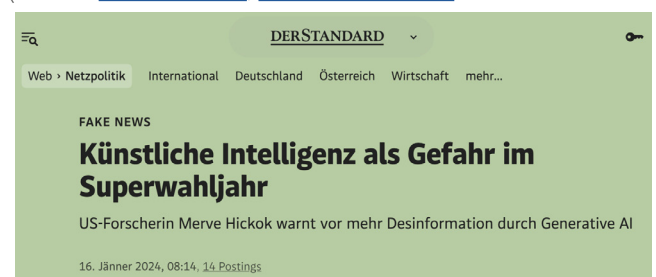 DERSTANDARD
Web › Netzpolitik International Deutschland Österreich Wirtschaft mehr...
FAKE NEWS
Künstliche Intelligenz als Gefahr im
Superwahljahr
US-Forscherin Merve Hickok warnt vor mehr Desinformation durch Generative AI
16. Jänner 2024, 08:14, 14 Postings